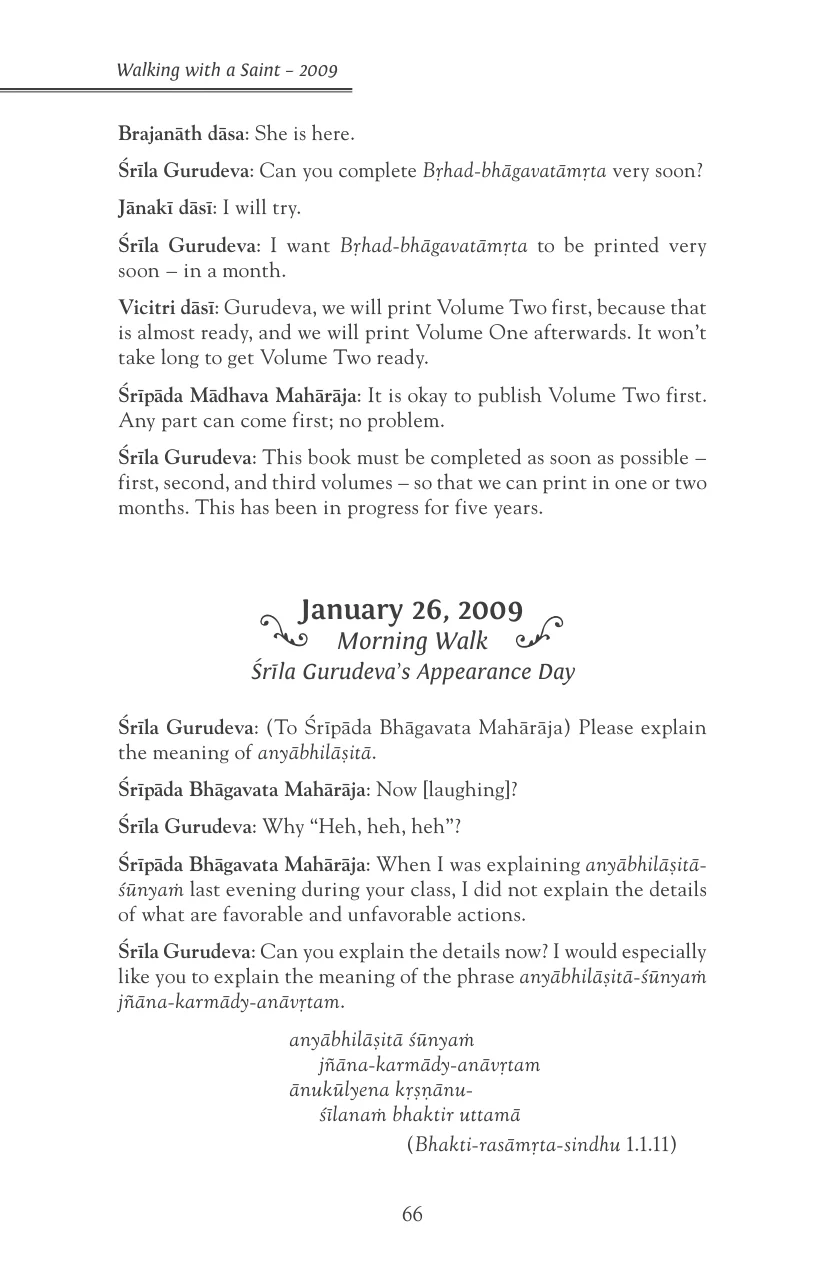 Walking with a Saint – 2009
Brajanāth dāsa: She is here.
Śrīla Gurudeva: Can you complete Bṛhad-bhāgavatāmṛta very soon?
Jānakī dāsī: I will try.
Śrīla Gurudeva: I want Bṛhad-bhāgavatāmṛta to be printed very
soon – in a month.
Vicitri dāsī: Gurudeva, we will print Volume Two first, because that
is almost ready, and we will print Volume One afterwards. It won’t
take long to get Volume Two ready.
Śrīpāda Mādhava Mahārāja: It is okay to publish Volume Two first.
Any part can come first; no problem.
Śrīla Gurudeva: This book must be completed as soon as possible –
first, second, and third volumes – so that we can print in one or two
months. This has been in progress for five years.
January 26, 2009
Morning Walk
Śrīla Gurudeva’s Appearance Day
Śrīla Gurudeva: (To Śrīpāda Bhāgavata Mahārāja) Please explain
the meaning of anyābhilāṣitā.
Śrīpāda Bhāgavata Mahārāja: Now [laughing]?
Śrīla Gurudeva: Why “Heh, heh, heh”?
Śrīpāda Bhāgavata Mahārāja: When I was explaining anyābhilāṣitā-
śūnyaṁ last evening during your class, I did not explain the details
of what are favorable and unfavorable actions.
Śrīla Gurudeva: Can you explain the details now? I would especially
like you to explain the meaning of the phrase anyābhilāṣitā-śūnyaṁ
jñāna-karmādy-anāvṛtam.
anyābhilāṣitā śūnyaṁ
jñāna-karmādy-anāvṛtam
ānukūlyena kṛṣṇānu-
śīlanaṁ bhaktir uttamā
(Bhakti-rasāmṛta-sindhu 1.1.11)
66